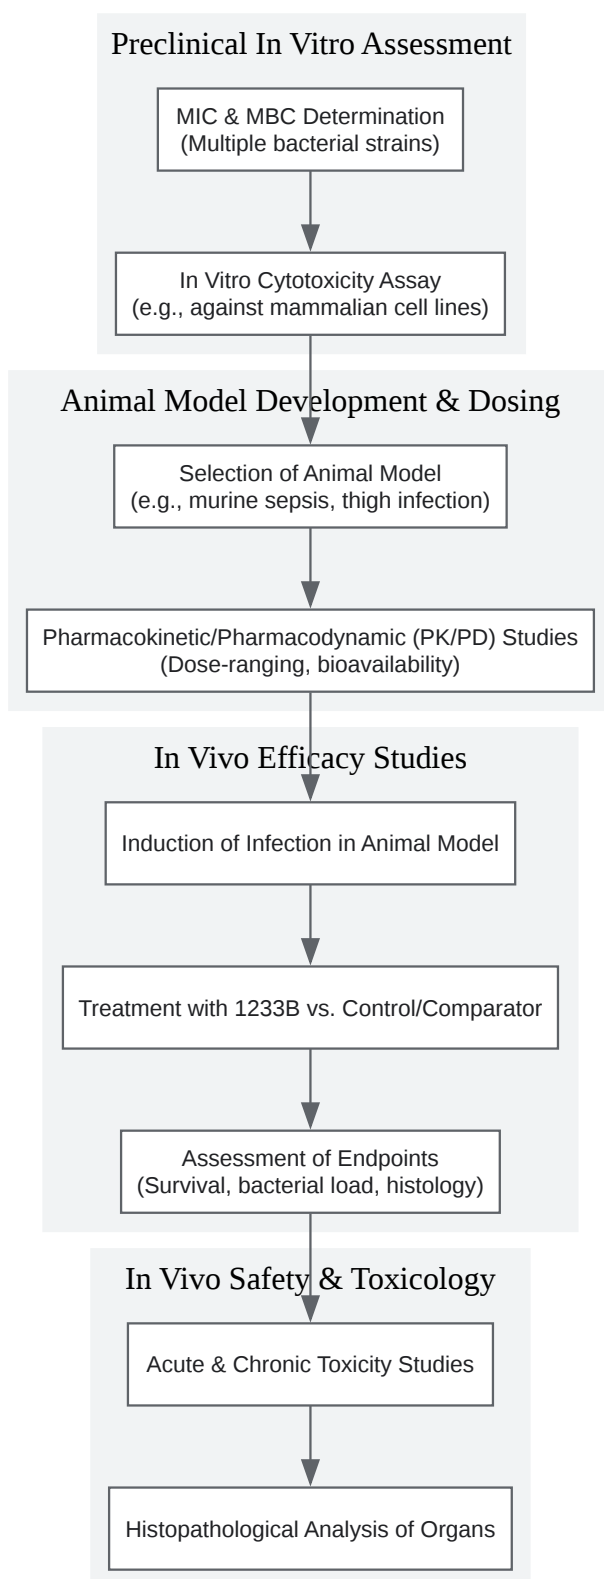 Preclinical In Vitro Assessment
MIC & MBC Determination
(Multiple bacterial strains)
In Vitro Cytotoxicity Assay
(e.g., against mammalian cell lines)
Animal Model Development & Dosing
Selection of Animal Model
(e.g., murine sepsis, thigh infection)
Pharmacokinetic/Pharmacodynamic (PK/PD) Studies
(Dose-ranging, bioavailability)
In Vivo Efficacy Studies
Induction of Infection in Animal Model
Treatment with 1233B vs. Control/Comparator
Assessment of Endpoints
(Survival, bacterial load, histology)
In Vivo Safety & Toxicology
Acute & Chronic Toxicity Studies
Histopathological Analysis of Organs